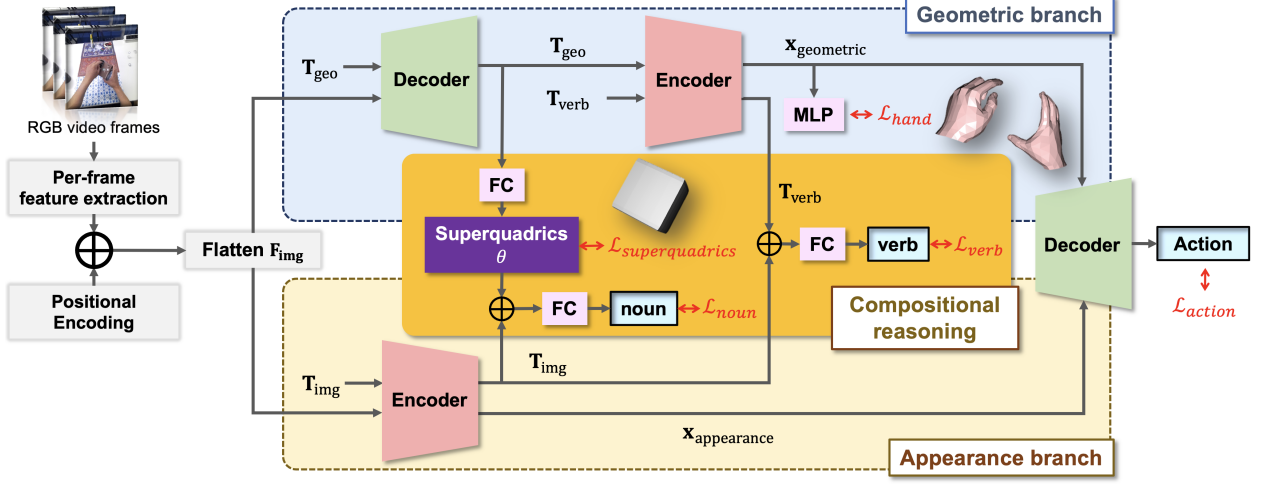 RGB video frames
Per-frame
feature extraction
Positional
Encoding
Flatten F_img
Geometric branch
T_geo
Decoder
T_geo
T_verb
Encoder
x_geometric
MLP
ℒ_hand
FC
Superquadrics
θ
ℒ_superquadrics
T_verb
FC
verb
ℒ_verb
FC
noun
ℒ_noun
Compositional
reasoning
T_img
Encoder
T_img
x_appearance
Appearance branch
Decoder
Action
ℒ_action